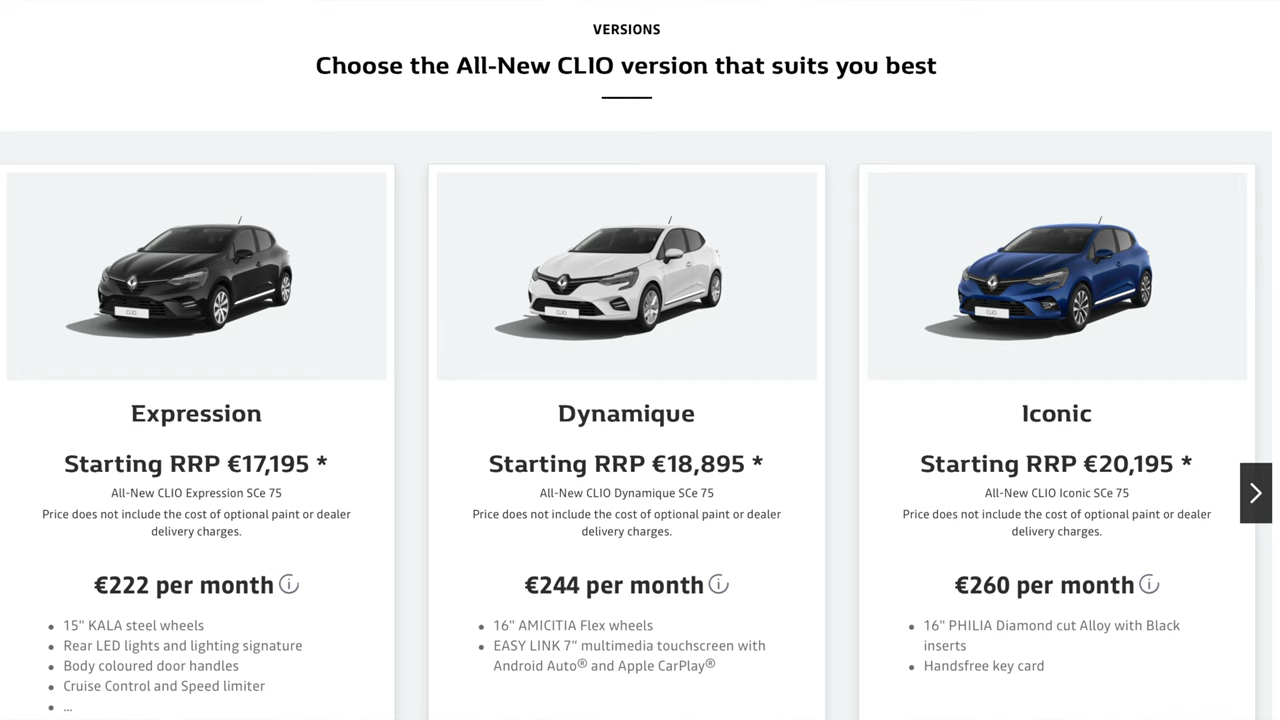 VERSIONS
Choose the All-New CLIO version that suits you best
CLIO
Expression
Starting RRP €17,195 *
All-New CLIO Expression SCe 75
Price does not include the cost of optional paint or dealer
delivery charges.
€222 per month
15" KALA steel wheels
Rear LED lights and lighting signature
Body coloured door handles
Cruise Control and Speed limiter
...
CLIO
Dynamique
Starting RRP €18,895 *
All-New CLIO Dynamique SCe 75
Price does not include the cost of optional paint or dealer
delivery charges.
€244 per month
16" AMICITIA Flex wheels
EASY LINK 7" multimedia touchscreen with
Android Auto® and Apple CarPlay®
CLIO
Iconic
Starting RRP €20,195 *
All-New CLIO Iconic SCe 75
Price does not include the cost of optional paint or dealer
delivery charges.
€260 per month
16" PHILIA Diamond cut Alloy with Black
inserts
Handsfree key card